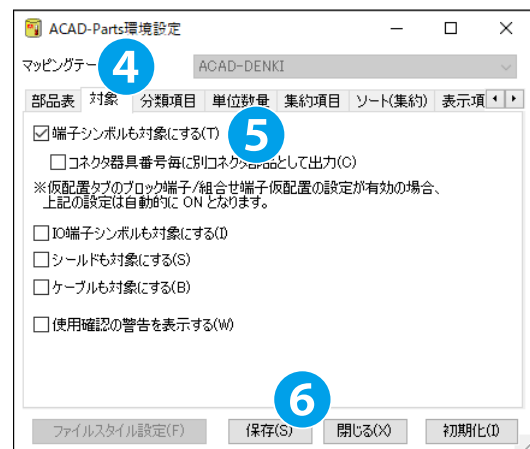 ACAD-Parts環境設定
マッピングテー
4
ACAD-DENKI
部品表 対象 分類項目 単位数量 集約項目 ソート(集約) 表示項
端子シンボルも対象にする(T)
5
コネクタ器具番号毎に別コネクタ部品として出力(C)
※仮配置タブのブロック端子/組合せ端子仮配置の設定が有効の場合、
上記の設定は自動的に ON となります。
IO端子シンボルも対象にする(I)
シールドも対象にする(S)
ケーブルも対象にする(B)
使用確認の警告を表示する(W)
6
ファイルスタイル設定(F) 保存(S) 閉じる(X) 初期化(I)